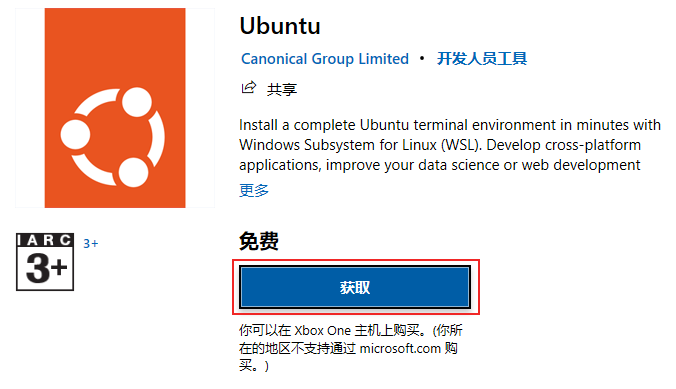 Ubuntu
Canonical Group Limited • 开发人员工具
共享
Install a complete Ubuntu terminal environment in minutes with
Windows Subsystem for Linux (WSL). Develop cross-platform
applications, improve your data science or web development
更多
IARC
3+
3+
免费
获取
你可以在 Xbox One 主机上购买。(你所
在的地区不支持通过 microsoft.com 购
买。)